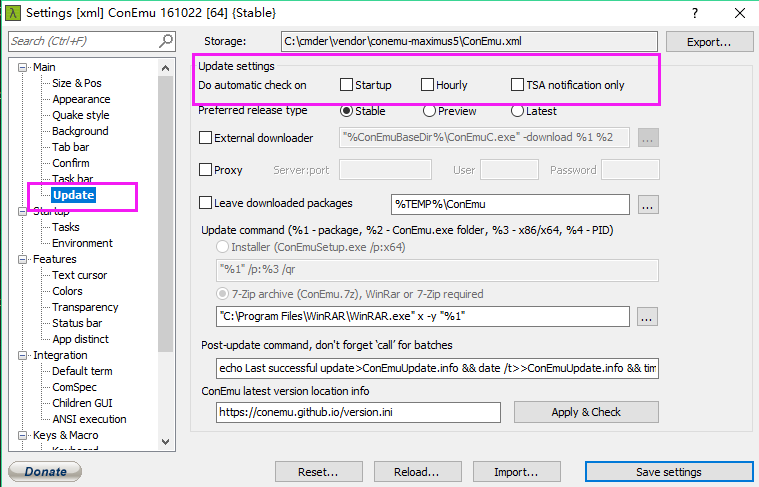 Settings [xml] ConEmu 161022 [64] {Stable}
Search (Ctrl+F)
Storage:
C:\cmder\vendor\conemu-maximus5\ConEmu.xml
Export...
Main
Size & Pos
Appearance
Quake style
Background
Tab bar
Confirm
Task bar
Update
Startup
Tasks
Environment
Features
Text cursor
Colors
Transparency
Status bar
App distinct
Integration
Default term
ComSpec
Children GUI
ANSI execution
Keys & Macro
Keyboard
Update settings
Do automatic check on Startup Hourly TSA notification only
Preferred release type Stable Preview Latest
External downloader "%ConEmuBaseDir%\ConEmuC.exe" -download %1 %2 ...
Proxy Server:port User Password
Leave downloaded packages %TEMP%\ConEmu ...
Update command (%1 - package, %2 - ConEmu.exe folder, %3 - x86/x64, %4 - PID)
Installer (ConEmuSetup.exe /p:x64)
"%1" /p:%3 /qr
7-Zip archive (ConEmu.7z), WinRar or 7-Zip required
"C:\Program Files\WinRAR\WinRAR.exe" x -y "%1" ...
Post-update command, don't forget ‘call’ for batches
echo Last successful update>ConEmuUpdate.info && date /t>>ConEmuUpdate.info && tim
ConEmu latest version location info
https://conemu.github.io/version.ini
Apply & Check
Donate
Reset...
Reload...
Import...
Save settings